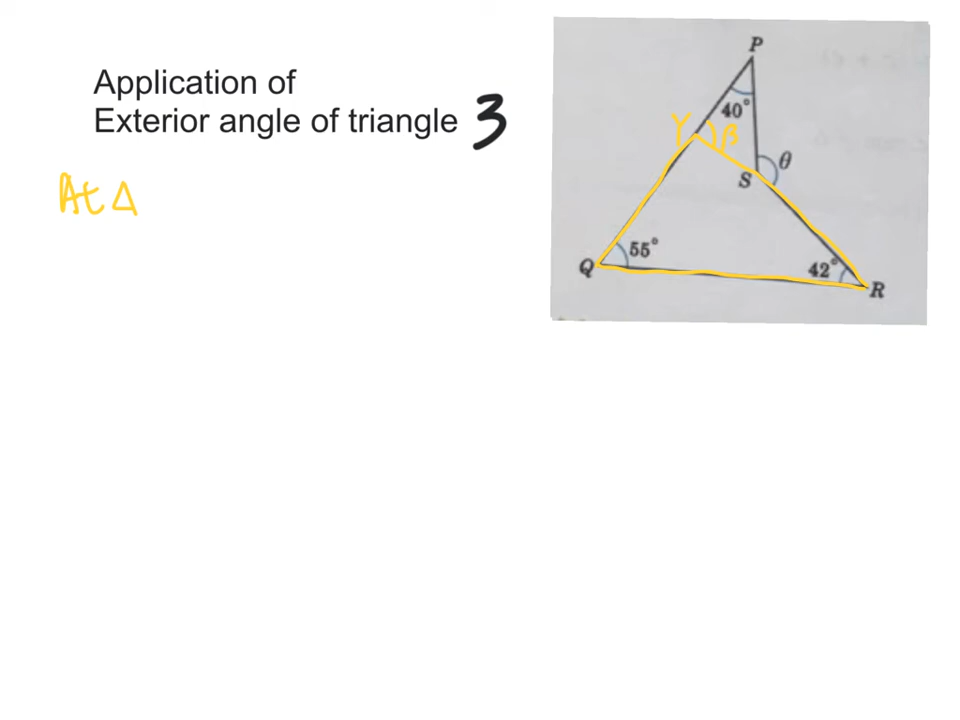 Application of
Exterior angle of triangle 3
At Δ
P
40°
Y
β
θ
S
55°
Q
42°
R